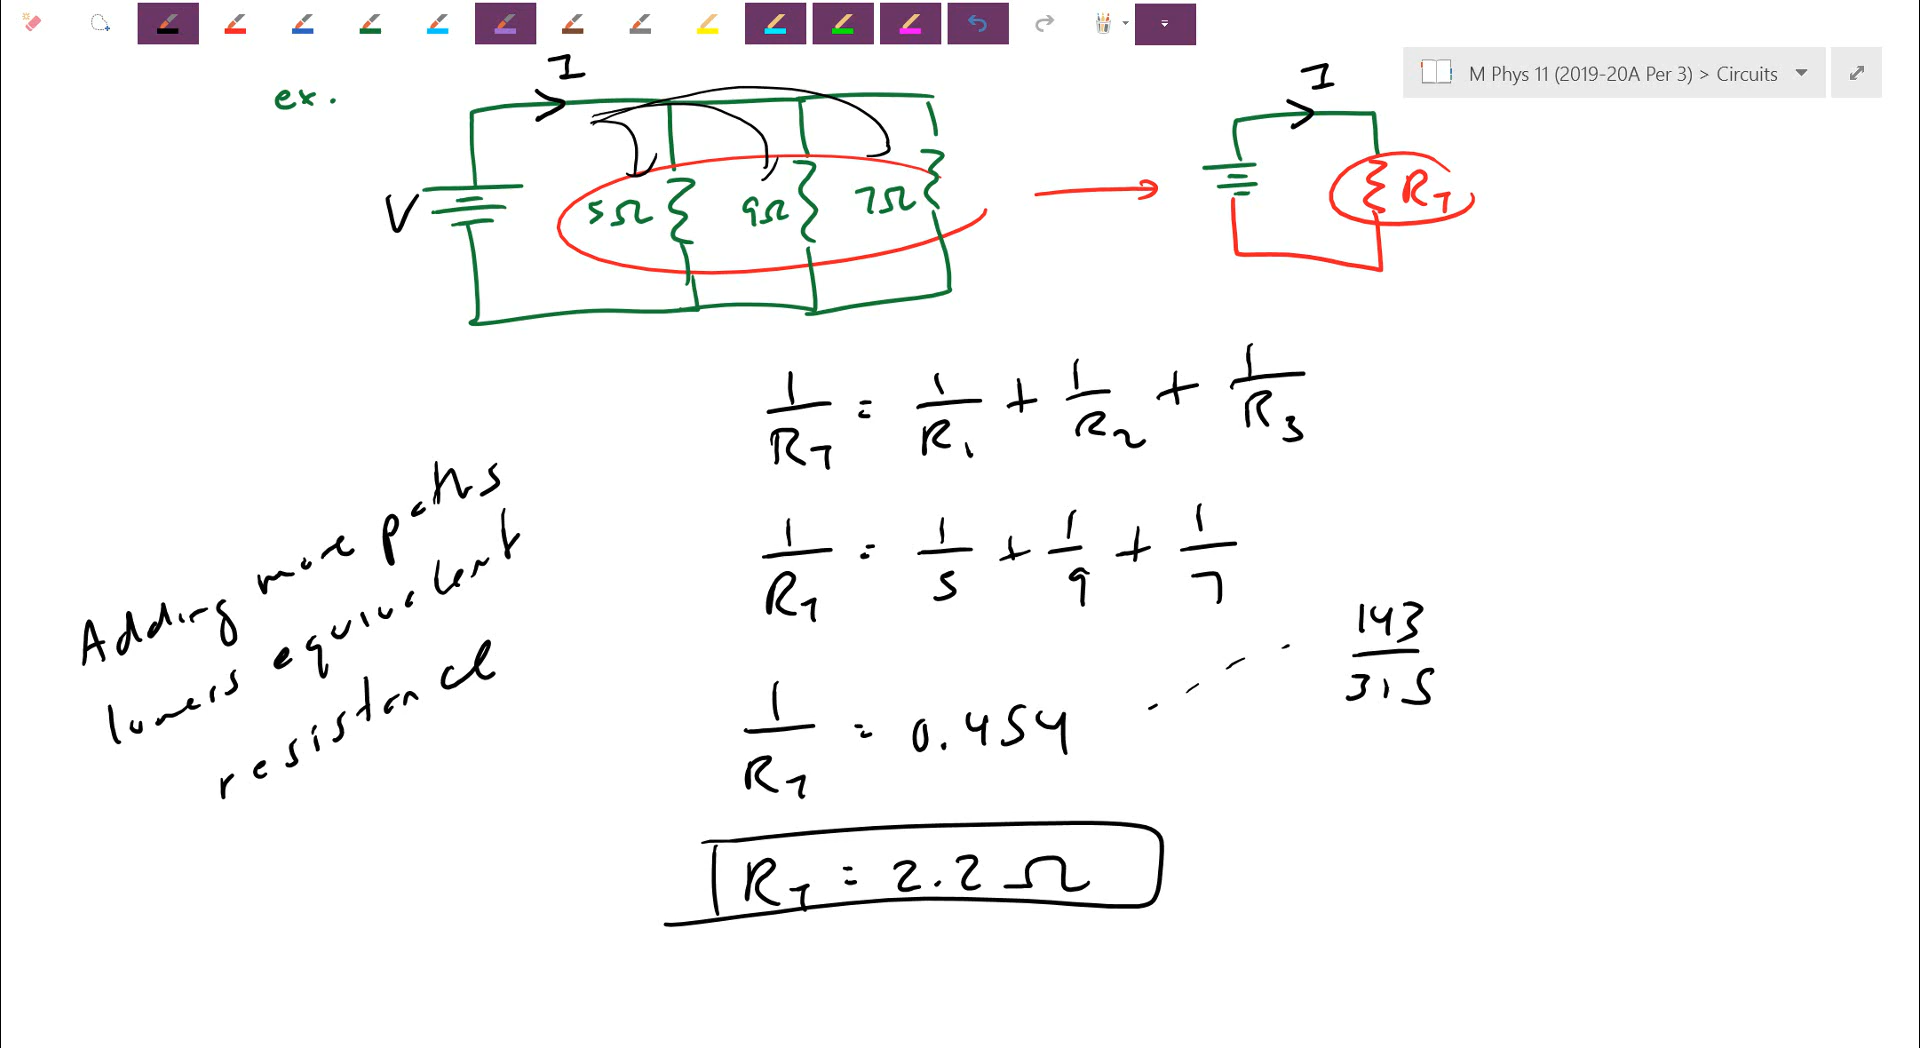 M Phys 11 (2019-20A Per 3) > Circuits
ex.
I
I
V
5Ω
9Ω
7Ω
R_T
1/R_T = 1/R_1 + 1/R_2 + 1/R_3
1/R_T = 1/5 + 1/9 + 1/7
1/R_T = 0.454
143/315
R_T = 2.2 Ω
Adding more paths
lowers equivalent
resistance